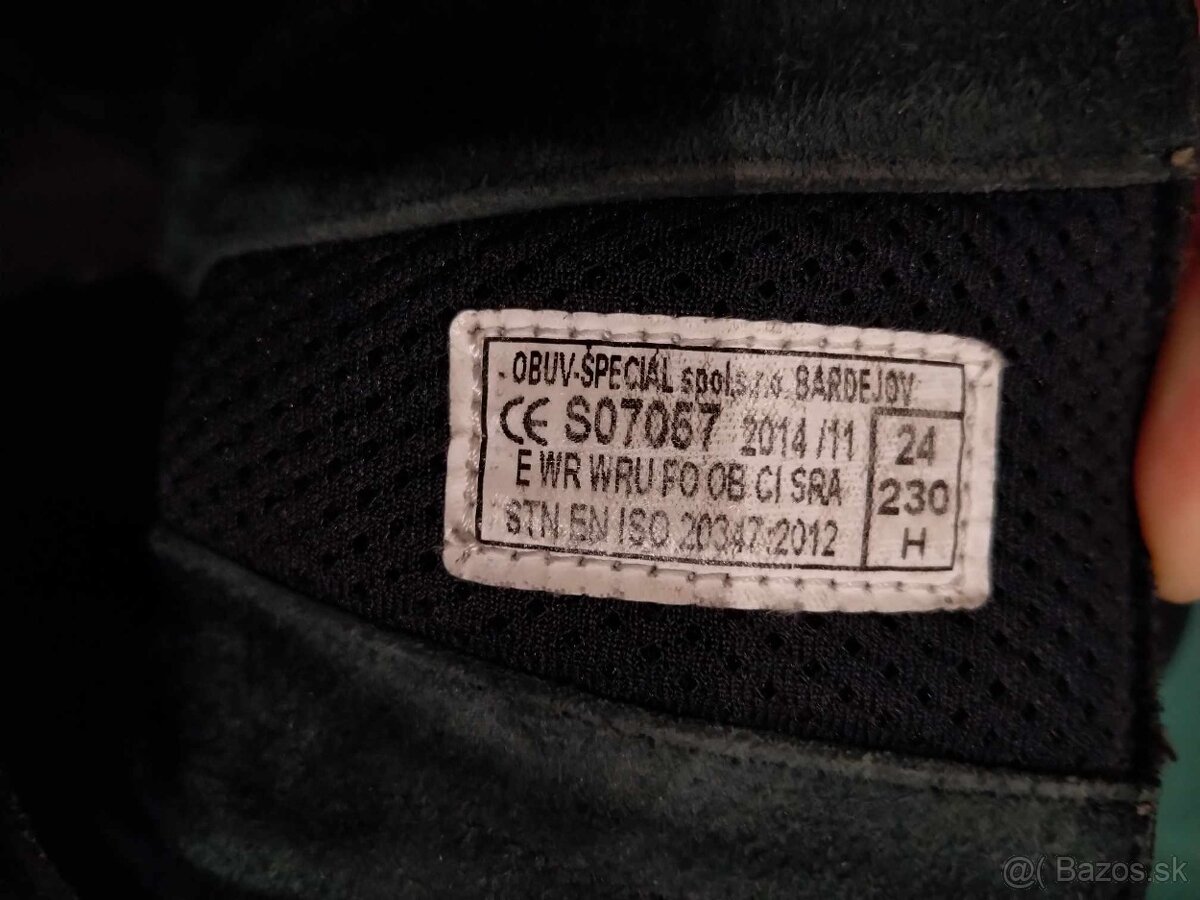 OBUV-ŠPECIÁL spol.s.r.o. BARDEJOV
CE S07057 2014/11
E WR WRU FO OB CI SRA
STN EN ISO 20347:2012
24
230
H
@( Bazos.sk